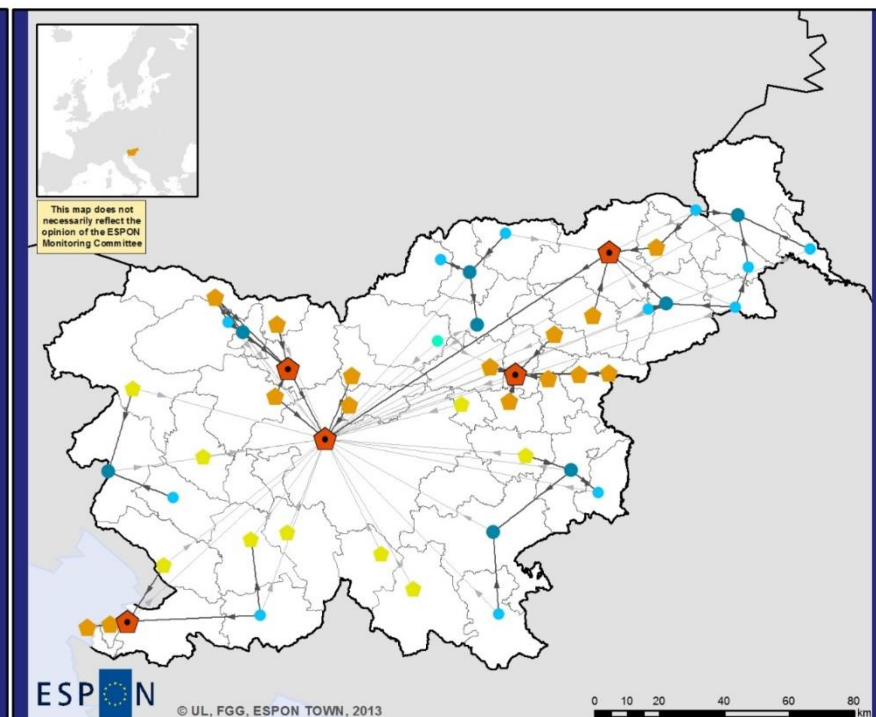 This map does not
necessarily reflect the
opinion of the ESPON
Monitoring Committee
ESPON
© UL, FGG, ESPON TOWN, 2013
0 20 40 60 80
km